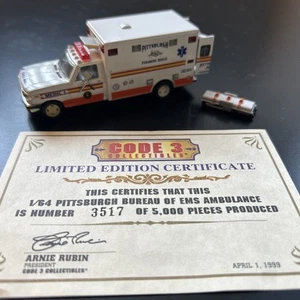 PITTSBURGH
CODE 3
COLLECTIBLES
LIMITED EDITION CERTIFICATE
THIS CERTIFIES THAT THIS
1/64 PITTSBURGH BUREAU OF EMS AMBULANCE
IS NUMBER 3517 OF 5,000 PIECES PRODUCED
ARNIE RUBIN
PRESIDENT
CODE 3 COLLECTIBLES
APRIL 1, 1999